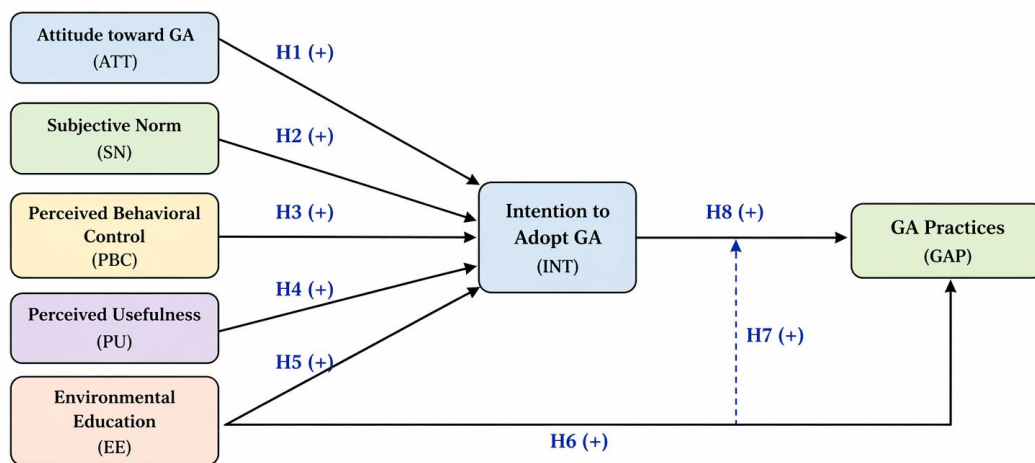 Attitude toward GA
(ATT)
H1 (+)
Subjective Norm
(SN)
H2 (+)
Perceived Behavioral
Control
(PBC)
H3 (+)
Intention to
Adopt GA
(INT)
H8 (+)
GA Practices
(GAP)
Perceived Usefulness
(PU)
H4 (+)
H5 (+)
H7 (+)
Environmental
Education
(EE)
H6 (+)